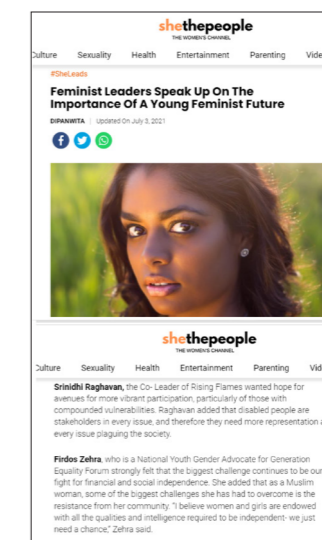 shethepeople
THE WOMEN'S CHANNEL
Culture Sexuality Health Entertainment Parenting Vide
#SheLeads
Feminist Leaders Speak Up On The
Importance Of A Young Feminist Future
DIPANWITA | Updated On July 3, 2021
shethepeople
THE WOMEN'S CHANNEL
Culture Sexuality Health Entertainment Parenting Vid
Srinidhi Raghavan, the Co- Leader of Rising Flames wanted hope for
avenues for more vibrant participation, particularly of those with
compounded vulnerabilities. Raghavan added that disabled people are
stakeholders in every issue, and therefore they need more representation a
every issue plaguing the society.
Firdos Zehra, who is a National Youth Gender Advocate for Generation
Equality Forum strongly felt that the biggest challenge continues to be our
fight for financial and social independence. She added that as a Muslim
woman, some of the biggest challenges she has had to overcome is the
resistance from her community. "I believe women and girls are endowed
with all the qualities and intelligence required to be independent- we just
need a chance," Zehra said.